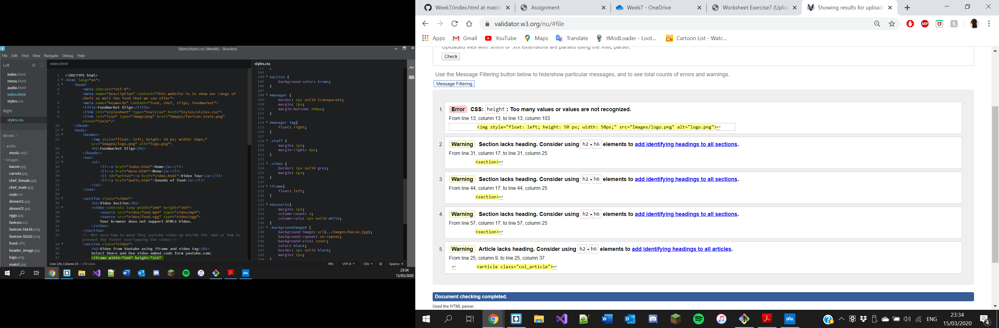 Styles/styles.css (Week6) - Brackets
File Edit Find View Navigate Debug Help
Left
index.html
menu.html
audio.html
video.html
styles.css
Right
styles.css
Week6
audio
music.mp3
Images
bacon.jpg
carrots.jpg
chef_female.jpg
chef_male.jpg
code.txt
dessert1.jpg
dessert2.jpg
eggs.jpg
favicon.ico
favicon-16x16.png
favicon-32x32.png
front.JPG
header_image.jpg
logo.png
main1.jpg
video.html
1 <!DOCTYPE html>
2 <html lang="en">
3 <head>
4 <meta charset="utf-8">
5 <meta name="description" content="This website is to show our range of
chefs as well the food that we can offer">
6 <meta name="keywords" content="food, chef, sligo, foodmarket">
7 <title>Foodmarket Sligo</title>
8 <link rel="stylesheet" type="text/css" href="Styles/styles.css">
9 <link rel="icon" type="image/png" href="Images/favicon-32x32.png"
sizes="32x32"/>
10 </head>
11 <body>
12 <header>
13 <img style="float: left; height: 50 px; width: 50px;"
src="Images/logo.png" alt="logo.png">
14 <h1>Foodmarket Sligo</h1>
15 </header>
16 <nav>
17 <ul>
18 <li><a href="index.html">Home</a></li>
19 <li><a href="menu.html">Menu</a></li>
20 <li id="active"><a href="video.html">Video Tour</a></li>
21 <li><a href="audio.html">Sounds of food</a></li>
22 </ul>
23 </nav>
24
25 <section class="video">
26 <h1>Video Section</h1>
27 <video controls loop width="300" height="369">
28 <source src="video/food.mp4" type="video/mp4">
29 <source src="video/food.ogg" type="video/ogg">
30 Your browser does not support HTML5 Video.
31 </video>
32 </section>
33 <!--Not sure how to move they youtube video up beside the .mp4 or how to
prevent the footer overlapping the video-->
34 <section class="video">
35 <h2>Video from Youtube using iframe and video tag</h2>
36 Select Share and Use video embed code form youtube.com:
37 <iframe width="560" height="315"
styles.css
103
104 #active {
105 background-color: brown;
106 }
107
108 #manager {
109 border: 1px solid transparent;
110 margin: 1px;
111 margin-bottom: 200px;
112 }
113
114 #manager img{
115 float: right;
116 }
117
118 .staff {
119 margin: 1px;
120 margin-right: 8px;
121 }
122
123 .video {
124 border: 1px solid grey;
125 margin: 1px;
126 }
127
128 iframe{
129 float: left;
130 }
131
132 #desserts{
133 margin: 1px;
134 column-count: 3;
135 column-rule: 2px solid white;
136 }
137 .backgroundImageA {
138 background-image: url(../Images/bacon.jpg);
139 background-repeat: no-repeat;
140 background-size: cover;
141 color: black;
142 border: 3px solid black;
143 margin: 2px;
144 }
Line 120, Column 23 — 176 Lines
INS UTF-8 CSS Spaces: 4
23:34
15/03/2020
Week7/index.html at maste
Assignment
Week7 - OneDrive
Worksheet Exercise7 (Uploa
Showing results for upload
validator.w3.org/nu/#file
Apps Gmail YouTube Maps Translate tModLoader - Loot... Cartoon List - Watc...
Uploaded files with .xhtml or .xht extensions are parsed using the XML parser.
Check
Use the Message Filtering button below to hide/show particular messages, and to see total counts of errors and warnings.
Message Filtering
1. Error CSS: height: Too many values or values are not recognized.
From line 13, column 13; to line 13, column 103
<img style="float: left; height: 50 px; width: 50px;" src="Images/logo.png" alt="logo.png">↩
2. Warning Section lacks heading. Consider using h2-h6 elements to add identifying headings to all sections.
From line 31, column 17; to line 31, column 25
<section>↩
3. Warning Section lacks heading. Consider using h2-h6 elements to add identifying headings to all sections.
From line 44, column 17; to line 44, column 25
<section>↩
4. Warning Section lacks heading. Consider using h2-h6 elements to add identifying headings to all sections.
From line 57, column 17; to line 57, column 25
<section>↩
5. Warning Article lacks heading. Consider using h2-h6 elements to add identifying headings to all articles.
From line 25, column 9; to line 25, column 37
↩ <article class="col_article">↩
Document checking completed.
Used the HTML parser.
ENG
23:34
15/03/2020
4